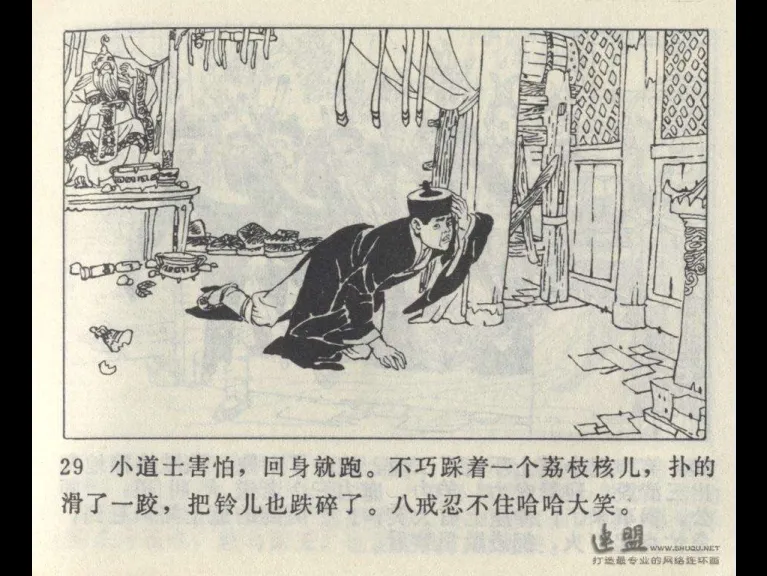 29 小道士害怕，回身就跑。不巧踩着一个荔枝核儿，扑的
滑了一跤，把铃儿也跌碎了。八戒忍不住哈哈大笑。
连盟 WWW.SHUQU.NET
打造最专业的网络连环画